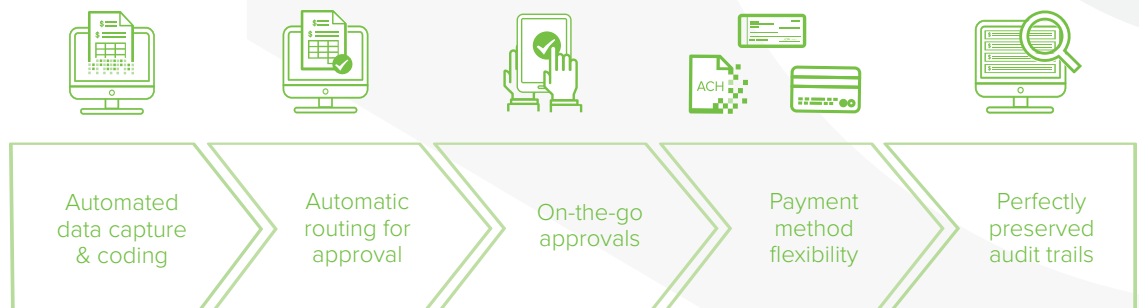 ACH
Automated
data capture
& coding
Automatic
routing for
approval
On-the-go
approvals
Payment
method
flexibility
Perfectly
preserved
audit trails